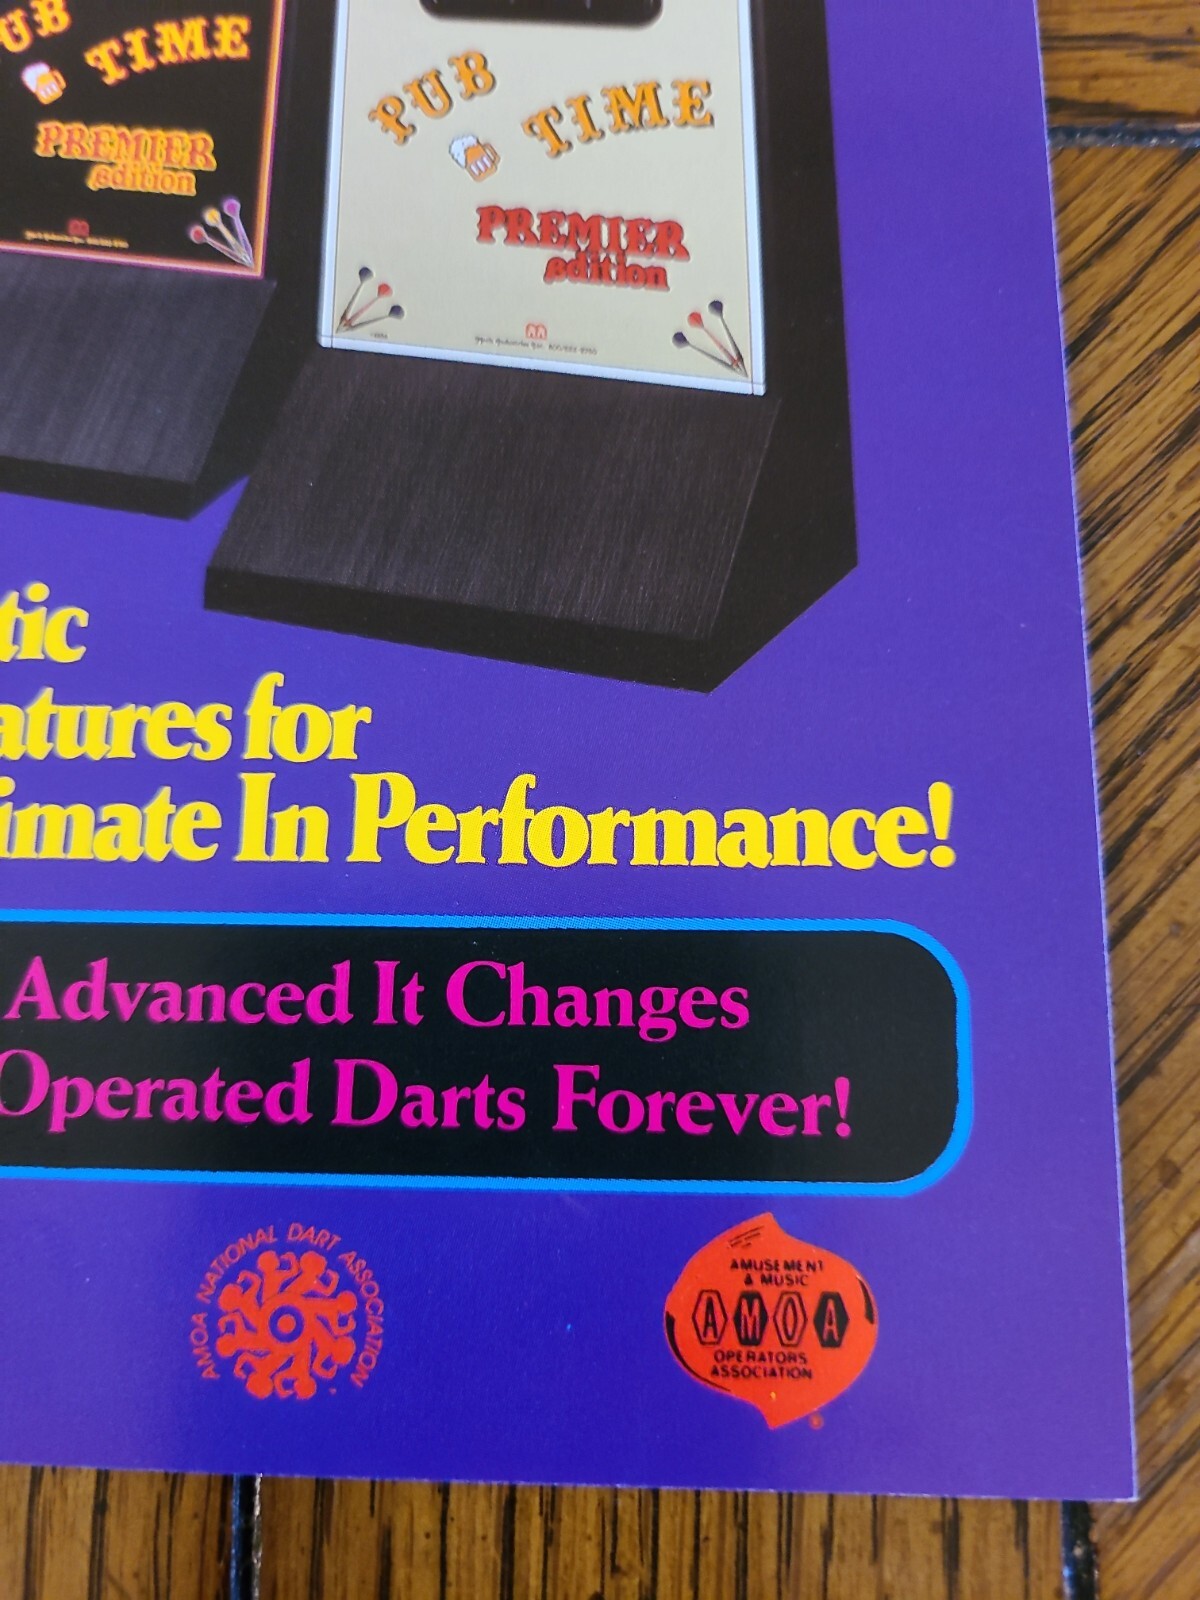 PUB
TIME
PREMIER
edition
PUB
TIME
PREMIER
edition
tic
atures for
imate In Performance!
Advanced It Changes
Operated Darts Forever!
AMOA NATIONAL DART ASSOCIATION
AMUSEMENT
& MUSIC
AMOA
OPERATORS
ASSOCIATION
®